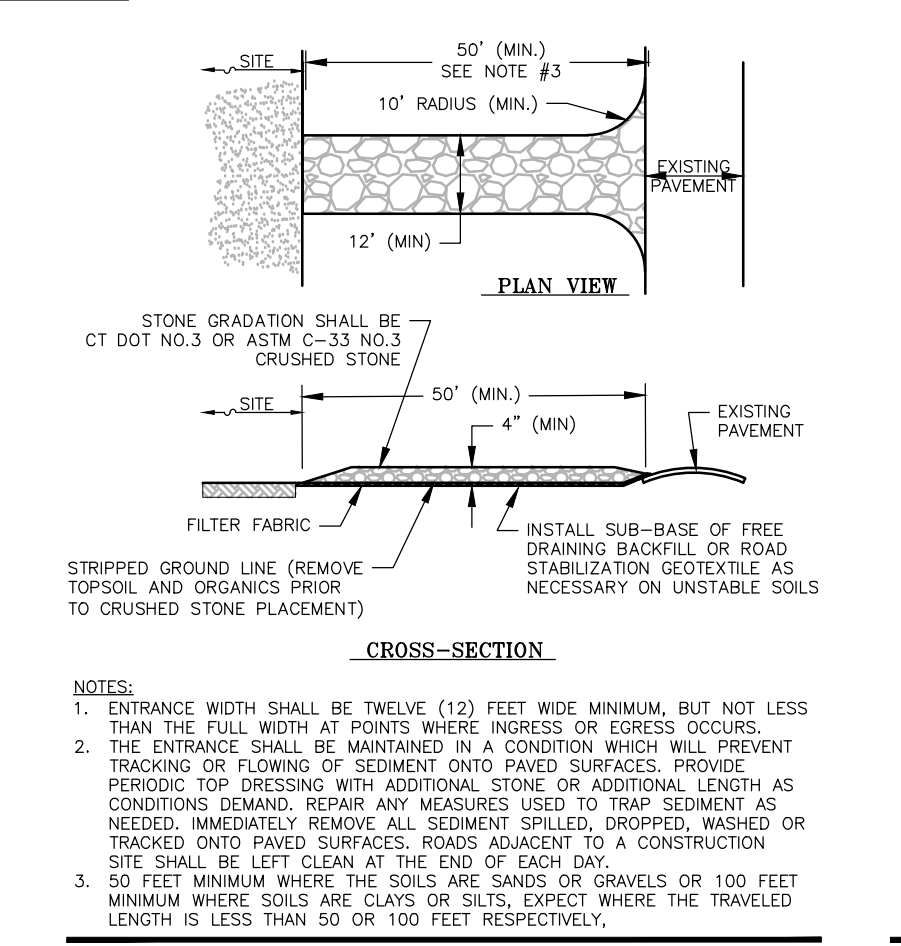 50' (MIN.)
SEE NOTE #3
SITE
10' RADIUS (MIN.)
EXISTING
PAVEMENT
12' (MIN)
PLAN VIEW
STONE GRADATION SHALL BE
CT DOT NO.3 OR ASTM C-33 NO.3
CRUSHED STONE
50' (MIN.)
SITE
4" (MIN)
EXISTING
PAVEMENT
FILTER FABRIC
INSTALL SUB-BASE OF FREE
DRAINING BACKFILL OR ROAD
STABILIZATION GEOTEXTILE AS
NECESSARY ON UNSTABLE SOILS
STRIPPED GROUND LINE (REMOVE
TOPSOIL AND ORGANICS PRIOR
TO CRUSHED STONE PLACEMENT)
CROSS-SECTION
NOTES:
1. ENTRANCE WIDTH SHALL BE TWELVE (12) FEET WIDE MINIMUM, BUT NOT LESS
THAN THE FULL WIDTH AT POINTS WHERE INGRESS OR EGRESS OCCURS.
2. THE ENTRANCE SHALL BE MAINTAINED IN A CONDITION WHICH WILL PREVENT
TRACKING OR FLOWING OF SEDIMENT ONTO PAVED SURFACES. PROVIDE
PERIODIC TOP DRESSING WITH ADDITIONAL STONE OR ADDITIONAL LENGTH AS
CONDITIONS DEMAND. REPAIR ANY MEASURES USED TO TRAP SEDIMENT AS
NEEDED. IMMEDIATELY REMOVE ALL SEDIMENT SPILLED, DROPPED, WASHED OR
TRACKED ONTO PAVED SURFACES. ROADS ADJACENT TO A CONSTRUCTION
SITE SHALL BE LEFT CLEAN AT THE END OF EACH DAY.
3. 50 FEET MINIMUM WHERE THE SOILS ARE SANDS OR GRAVELS OR 100 FEET
MINIMUM WHERE SOILS ARE CLAYS OR SILTS, EXPECT WHERE THE TRAVELED
LENGTH IS LESS THAN 50 OR 100 FEET RESPECTIVELY,